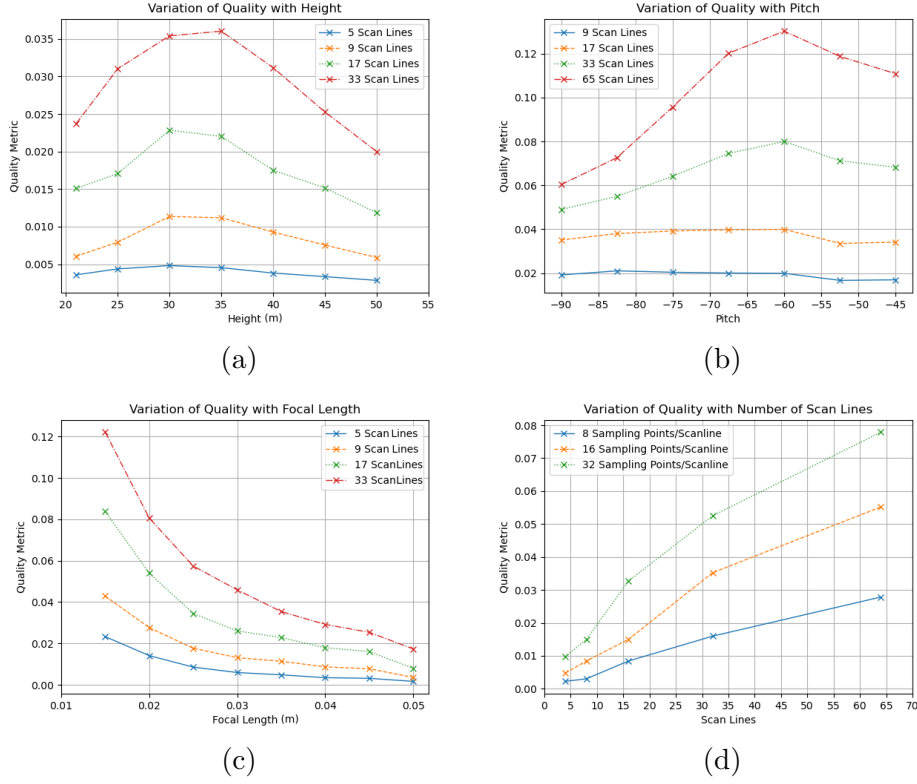 Variation of Quality with Height
Quality Metric
0.035
0.030
0.025
0.020
0.015
0.010
0.005
5 Scan Lines
9 Scan Lines
17 Scan Lines
33 Scan Lines
20 25 30 35 40 45 50 55
Height (m)
(a)
Variation of Quality with Pitch
Quality Metric
0.12
0.10
0.08
0.06
0.04
0.02
9 Scan Lines
17 Scan Lines
33 Scan Lines
65 Scan Lines
−90 −85 −80 −75 −70 −65 −60 −55 −50 −45
Pitch
(b)
Variation of Quality with Focal Length
Quality Metric
0.12
0.10
0.08
0.06
0.04
0.02
0.00
5 Scan Lines
9 Scan Lines
17 ScanLines
33 ScanLines
0.01 0.02 0.03 0.04 0.05
Focal Length (m)
(c)
Variation of Quality with Number of Scan Lines
Quality Metric
0.08
0.07
0.06
0.05
0.04
0.03
0.02
0.01
0.00
8 Sampling Points/Scanline
16 Sampling Points/Scanline
32 Sampling Points/Scanline
0 5 10 15 20 25 30 35 40 45 50 55 60 65 70
Scan Lines
(d)